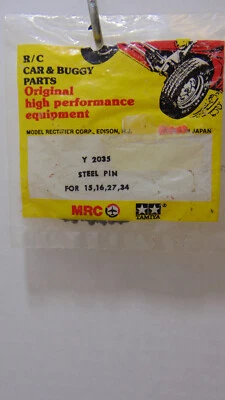 R/C
CAR & BUGGY
PARTS
Original
high performance
equipment
MODEL RECTIFIER CORP., EDISON, N.J.
JAPAN
Y 2035
STEEL PIN
FOR 15,16,27,34
MRC
TAMIYA